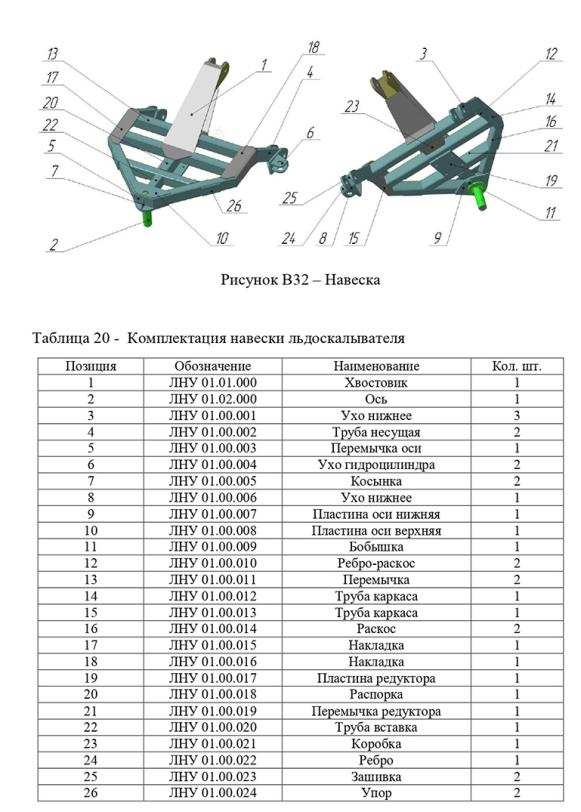 13
17
20
22
5
7
2
1
18
4
6
26
10
3
12
14
16
21
23
19
25
24
8
15
9
11
Рисунок В32 – Навеска
Таблица 20 - Комплектация навески льдоскалывателя
Позиция Обозначение Наименование Кол. шт.
1 ЛНУ 01.01.000 Хвостовик 1
2 ЛНУ 01.02.000 Ось 1
3 ЛНУ 01.00.001 Ухо нижнее 3
4 ЛНУ 01.00.002 Труба несущая 2
5 ЛНУ 01.00.003 Перемычка оси 1
6 ЛНУ 01.00.004 Ухо гидроцилиндра 2
7 ЛНУ 01.00.005 Косынка 2
8 ЛНУ 01.00.006 Ухо нижнее 1
9 ЛНУ 01.00.007 Пластина оси нижняя 1
10 ЛНУ 01.00.008 Пластина оси верхняя 1
11 ЛНУ 01.00.009 Бобышка 1
12 ЛНУ 01.00.010 Ребро-раскос 2
13 ЛНУ 01.00.011 Перемычка 2
14 ЛНУ 01.00.012 Труба каркаса 1
15 ЛНУ 01.00.013 Труба каркаса 1
16 ЛНУ 01.00.014 Раскос 2
17 ЛНУ 01.00.015 Накладка 1
18 ЛНУ 01.00.016 Накладка 1
19 ЛНУ 01.00.017 Пластина редуктора 1
20 ЛНУ 01.00.018 Распорка 1
21 ЛНУ 01.00.019 Перемычка редуктора 1
22 ЛНУ 01.00.020 Труба вставка 1
23 ЛНУ 01.00.021 Коробка 1
24 ЛНУ 01.00.022 Ребро 1
25 ЛНУ 01.00.023 Зашивка 2
26 ЛНУ 01.00.024 Упор 2